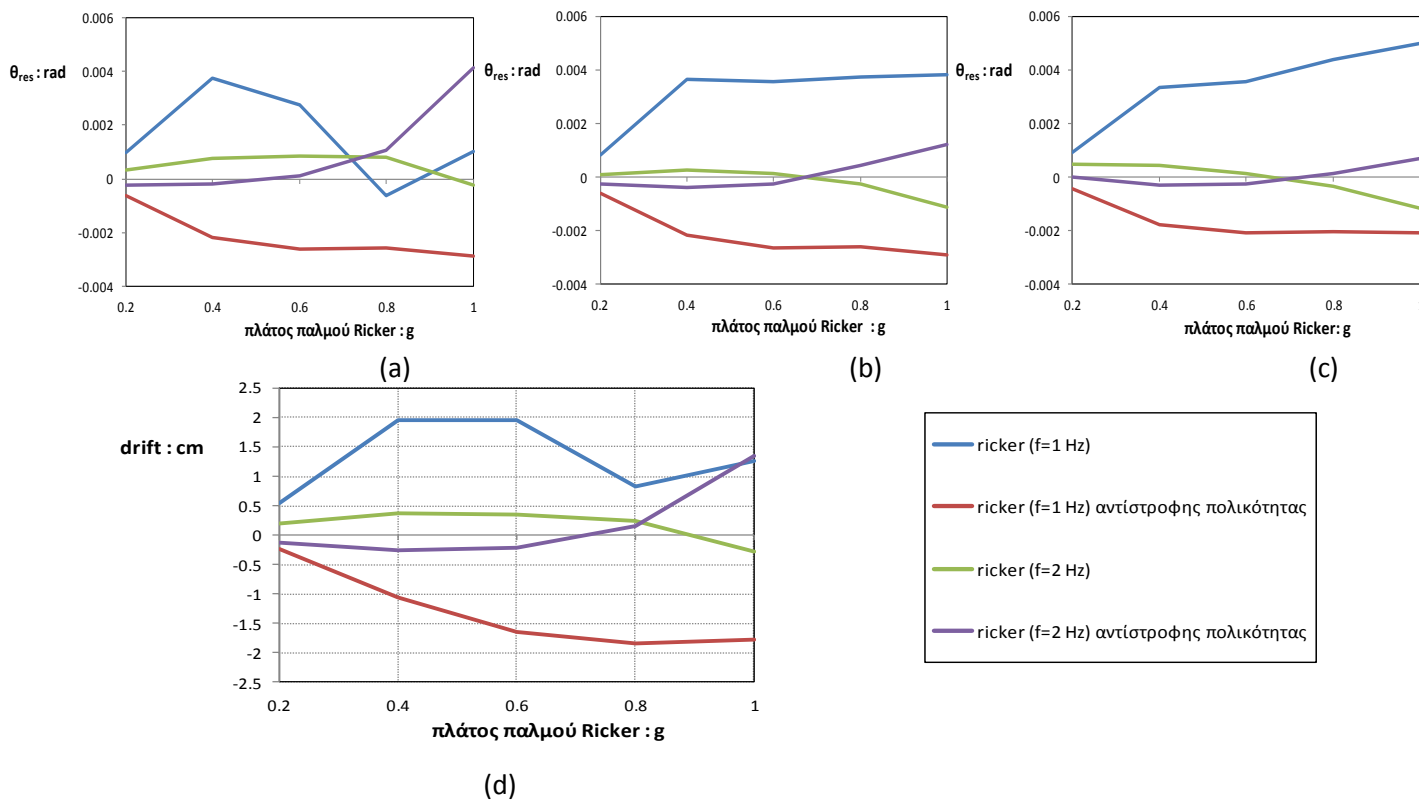 0.006
0.004
0.002
0
-0.002
-0.004
θres : rad
0.2 0.4 0.6 0.8 1
πλάτος παλμού Ricker : g
(a)
0.006
0.004
0.002
0
-0.002
-0.004
θres : rad
0.2 0.4 0.6 0.8 1
πλάτος παλμού Ricker : g
(b)
0.006
0.004
0.002
0
-0.002
-0.004
θres : rad
0.2 0.4 0.6 0.8
πλάτος παλμού Ricker: g
(c)
2.5
2
1.5
1
0.5
0
-0.5
-1
-1.5
-2
-2.5
drift : cm
0.2 0.4 0.6 0.8 1
πλάτος παλμού Ricker : g
(d)
ricker (f=1 Hz)
ricker (f=1 Hz) αντίστροφης πολικότητας
ricker (f=2 Hz)
ricker (f=2 Hz) αντίστροφης πολικότητας